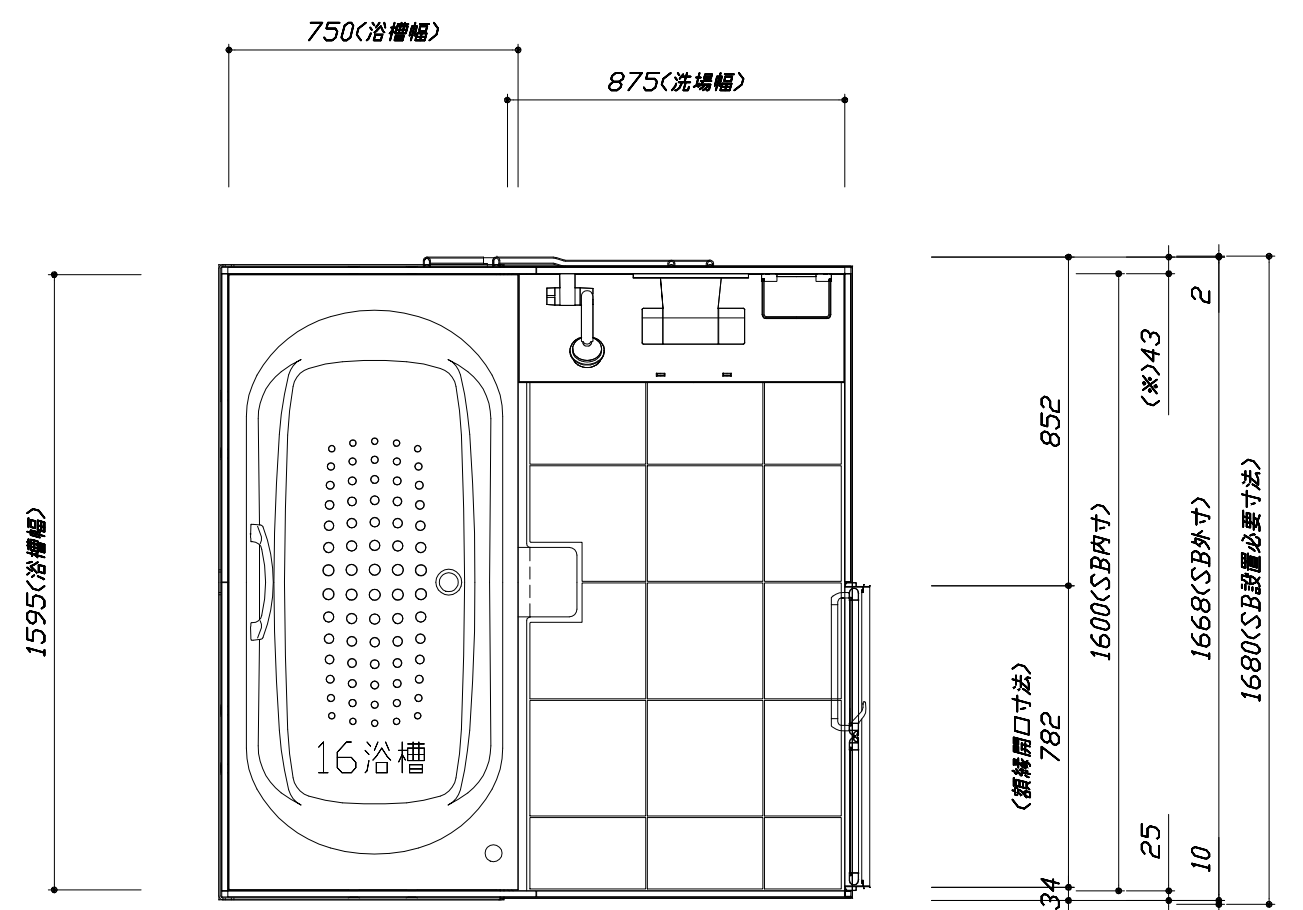 750(浴槽幅)
875(洗場幅)
1595(浴槽幅)
16浴槽
852
(額縁開口寸法)
782
34
1600(SB内寸)
(※)43
25
2
1668(SB外寸)
10
1680(SB設置必要寸法)